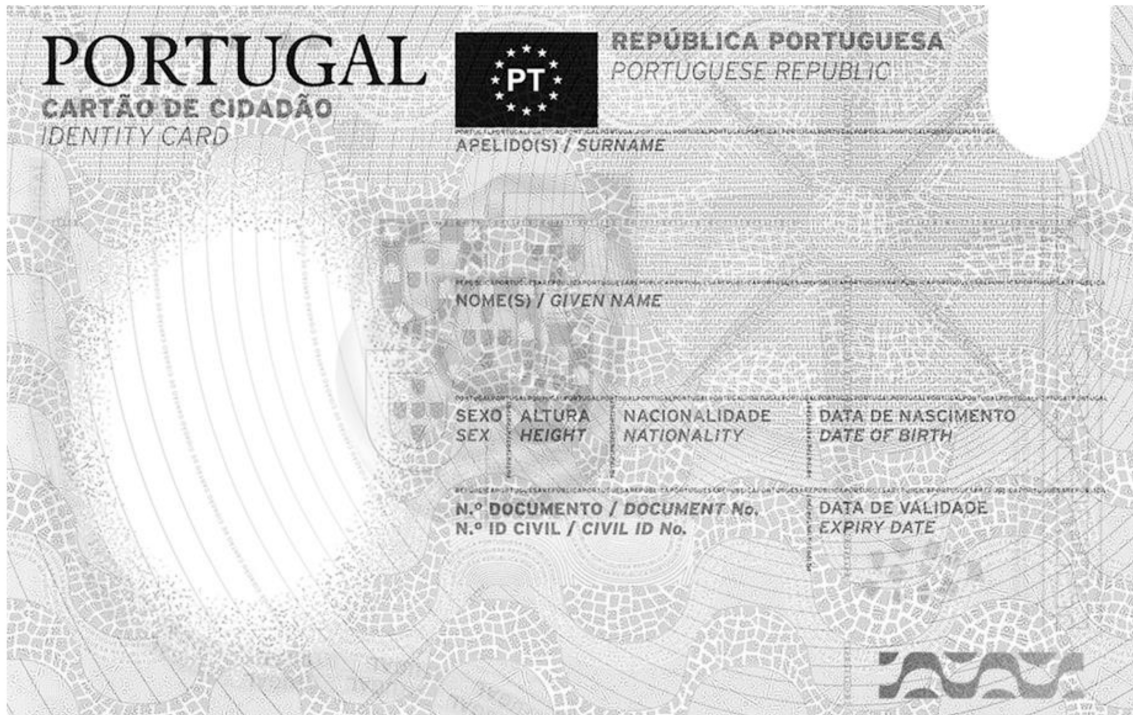 PORTUGAL
CARTÃO DE CIDADÃO
IDENTITY CARD
PT
REPÚBLICA PORTUGUESA
PORTUGUESE REPUBLIC
APELIDO(S) / SURNAME
NOME(S) / GIVEN NAME
SEXO ALTURA NACIONALIDADE DATA DE NASCIMENTO
SEX HEIGHT NATIONALITY DATE OF BIRTH
N.º DOCUMENTO / DOCUMENT No. DATA DE VALIDADE
N.º ID CIVIL / CIVIL ID No. EXPIRY DATE